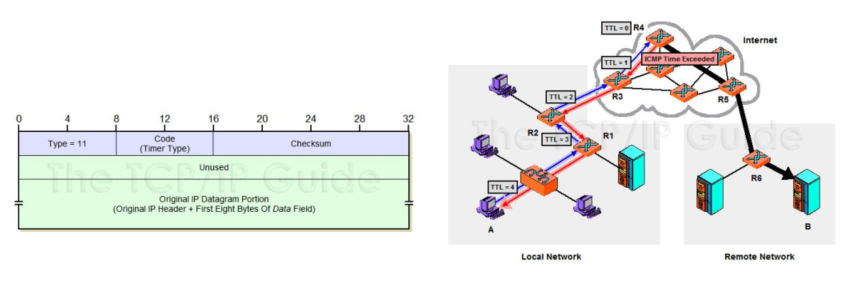 0 4 8 12 16 20 24 28 32
Type = 11
Code
(Timer Type)
Checksum
Unused
The TCP/IP Guide
Original IP Datagram Portion
(Original IP Header + First Eight Bytes Of Data Field)
TTL = 0
R4
Internet
TTL = 1
ICMP Time Exceeded
R3
R5
TTL = 2
R2
The TCP/IP Guide
TTL = 3
R1
R6
TTL = 4
A
B
Local Network
Remote Network